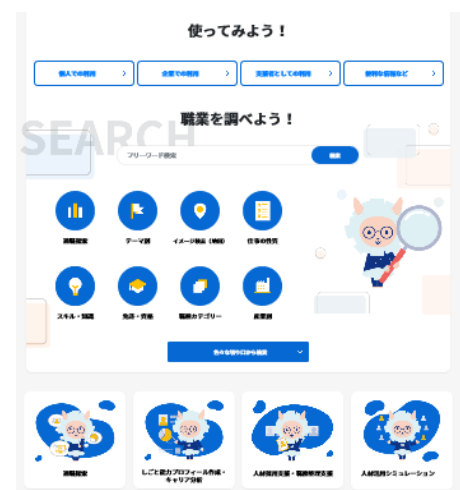 使ってみよう！
個人での利用
企業での利用
支援者としての利用
便利な情報など
SEARCH
職業を調べよう！
フリーワード検索
検索
適職探索
テーマ別
イメージ検索（地図）
仕事の性質
スキル・知識
免許・資格
職種カテゴリー
産業別
色々な切り口から検索
適職探索
しごと能力プロフィール作成・
キャリア分析
人材採用支援・職務整理支援
人材活用シミュレーション